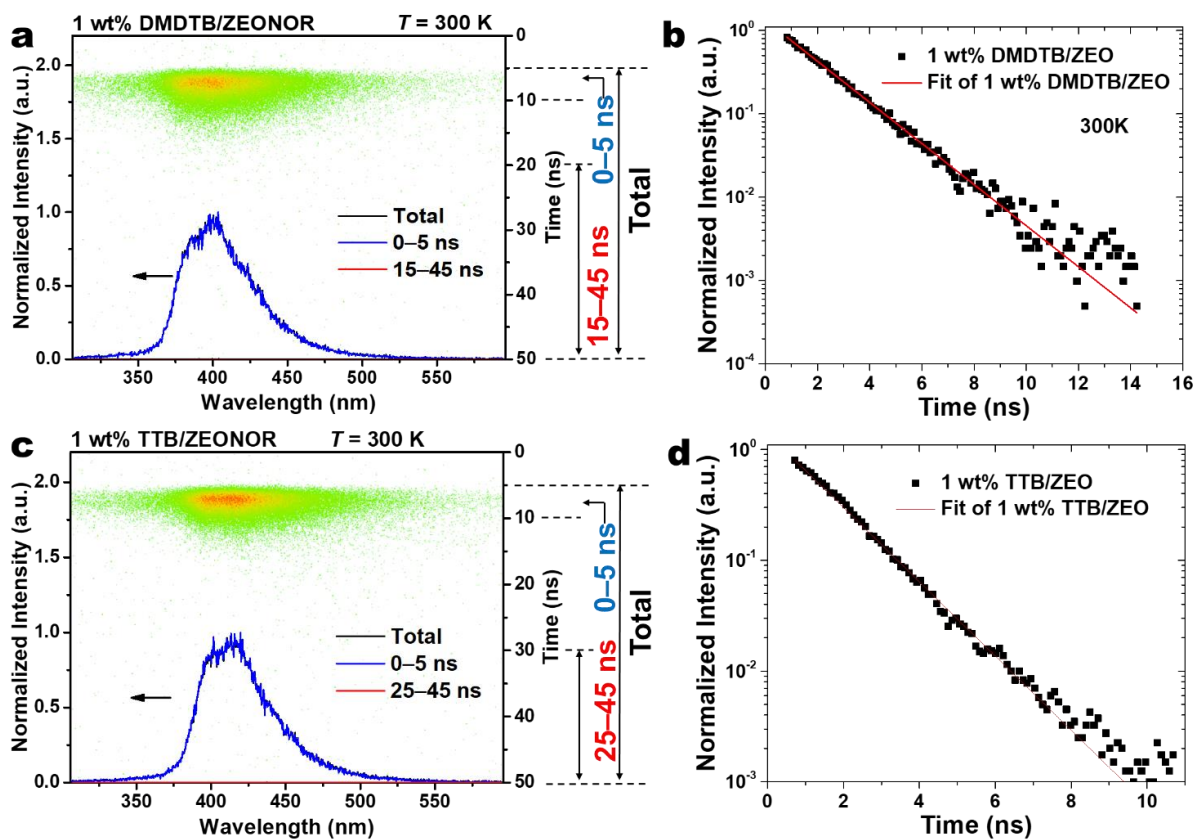 a
1 wt% DMDTB/ZEONOR T = 300 K
Normalized Intensity (a.u.)
2.0
1.5
1.0
0.5
0.0
Total
0–5 ns
15–45 ns
350 400 450 500 550
Wavelength (nm)
0
10
20
30
40
50
Time (ns)
0–5 ns
15–45 ns
Total
b
Normalized Intensity (a.u.)
10^0
10^-1
10^-2
10^-3
10^-4
1 wt% DMDTB/ZEO
Fit of 1 wt% DMDTB/ZEO
300K
0 2 4 6 8 10 12 14 16
Time (ns)
c
1 wt% TTB/ZEONOR T = 300 K
Normalized Intensity (a.u.)
2.0
1.5
1.0
0.5
0.0
Total
0–5 ns
25–45 ns
350 400 450 500 550
Wavelength (nm)
0
10
20
30
40
50
Time (ns)
0–5 ns
25–45 ns
Total
d
Normalized Intensity (a.u.)
10^0
10^-1
10^-2
10^-3
1 wt% TTB/ZEO
Fit of 1 wt% TTB/ZEO
0 2 4 6 8 10
Time (ns)